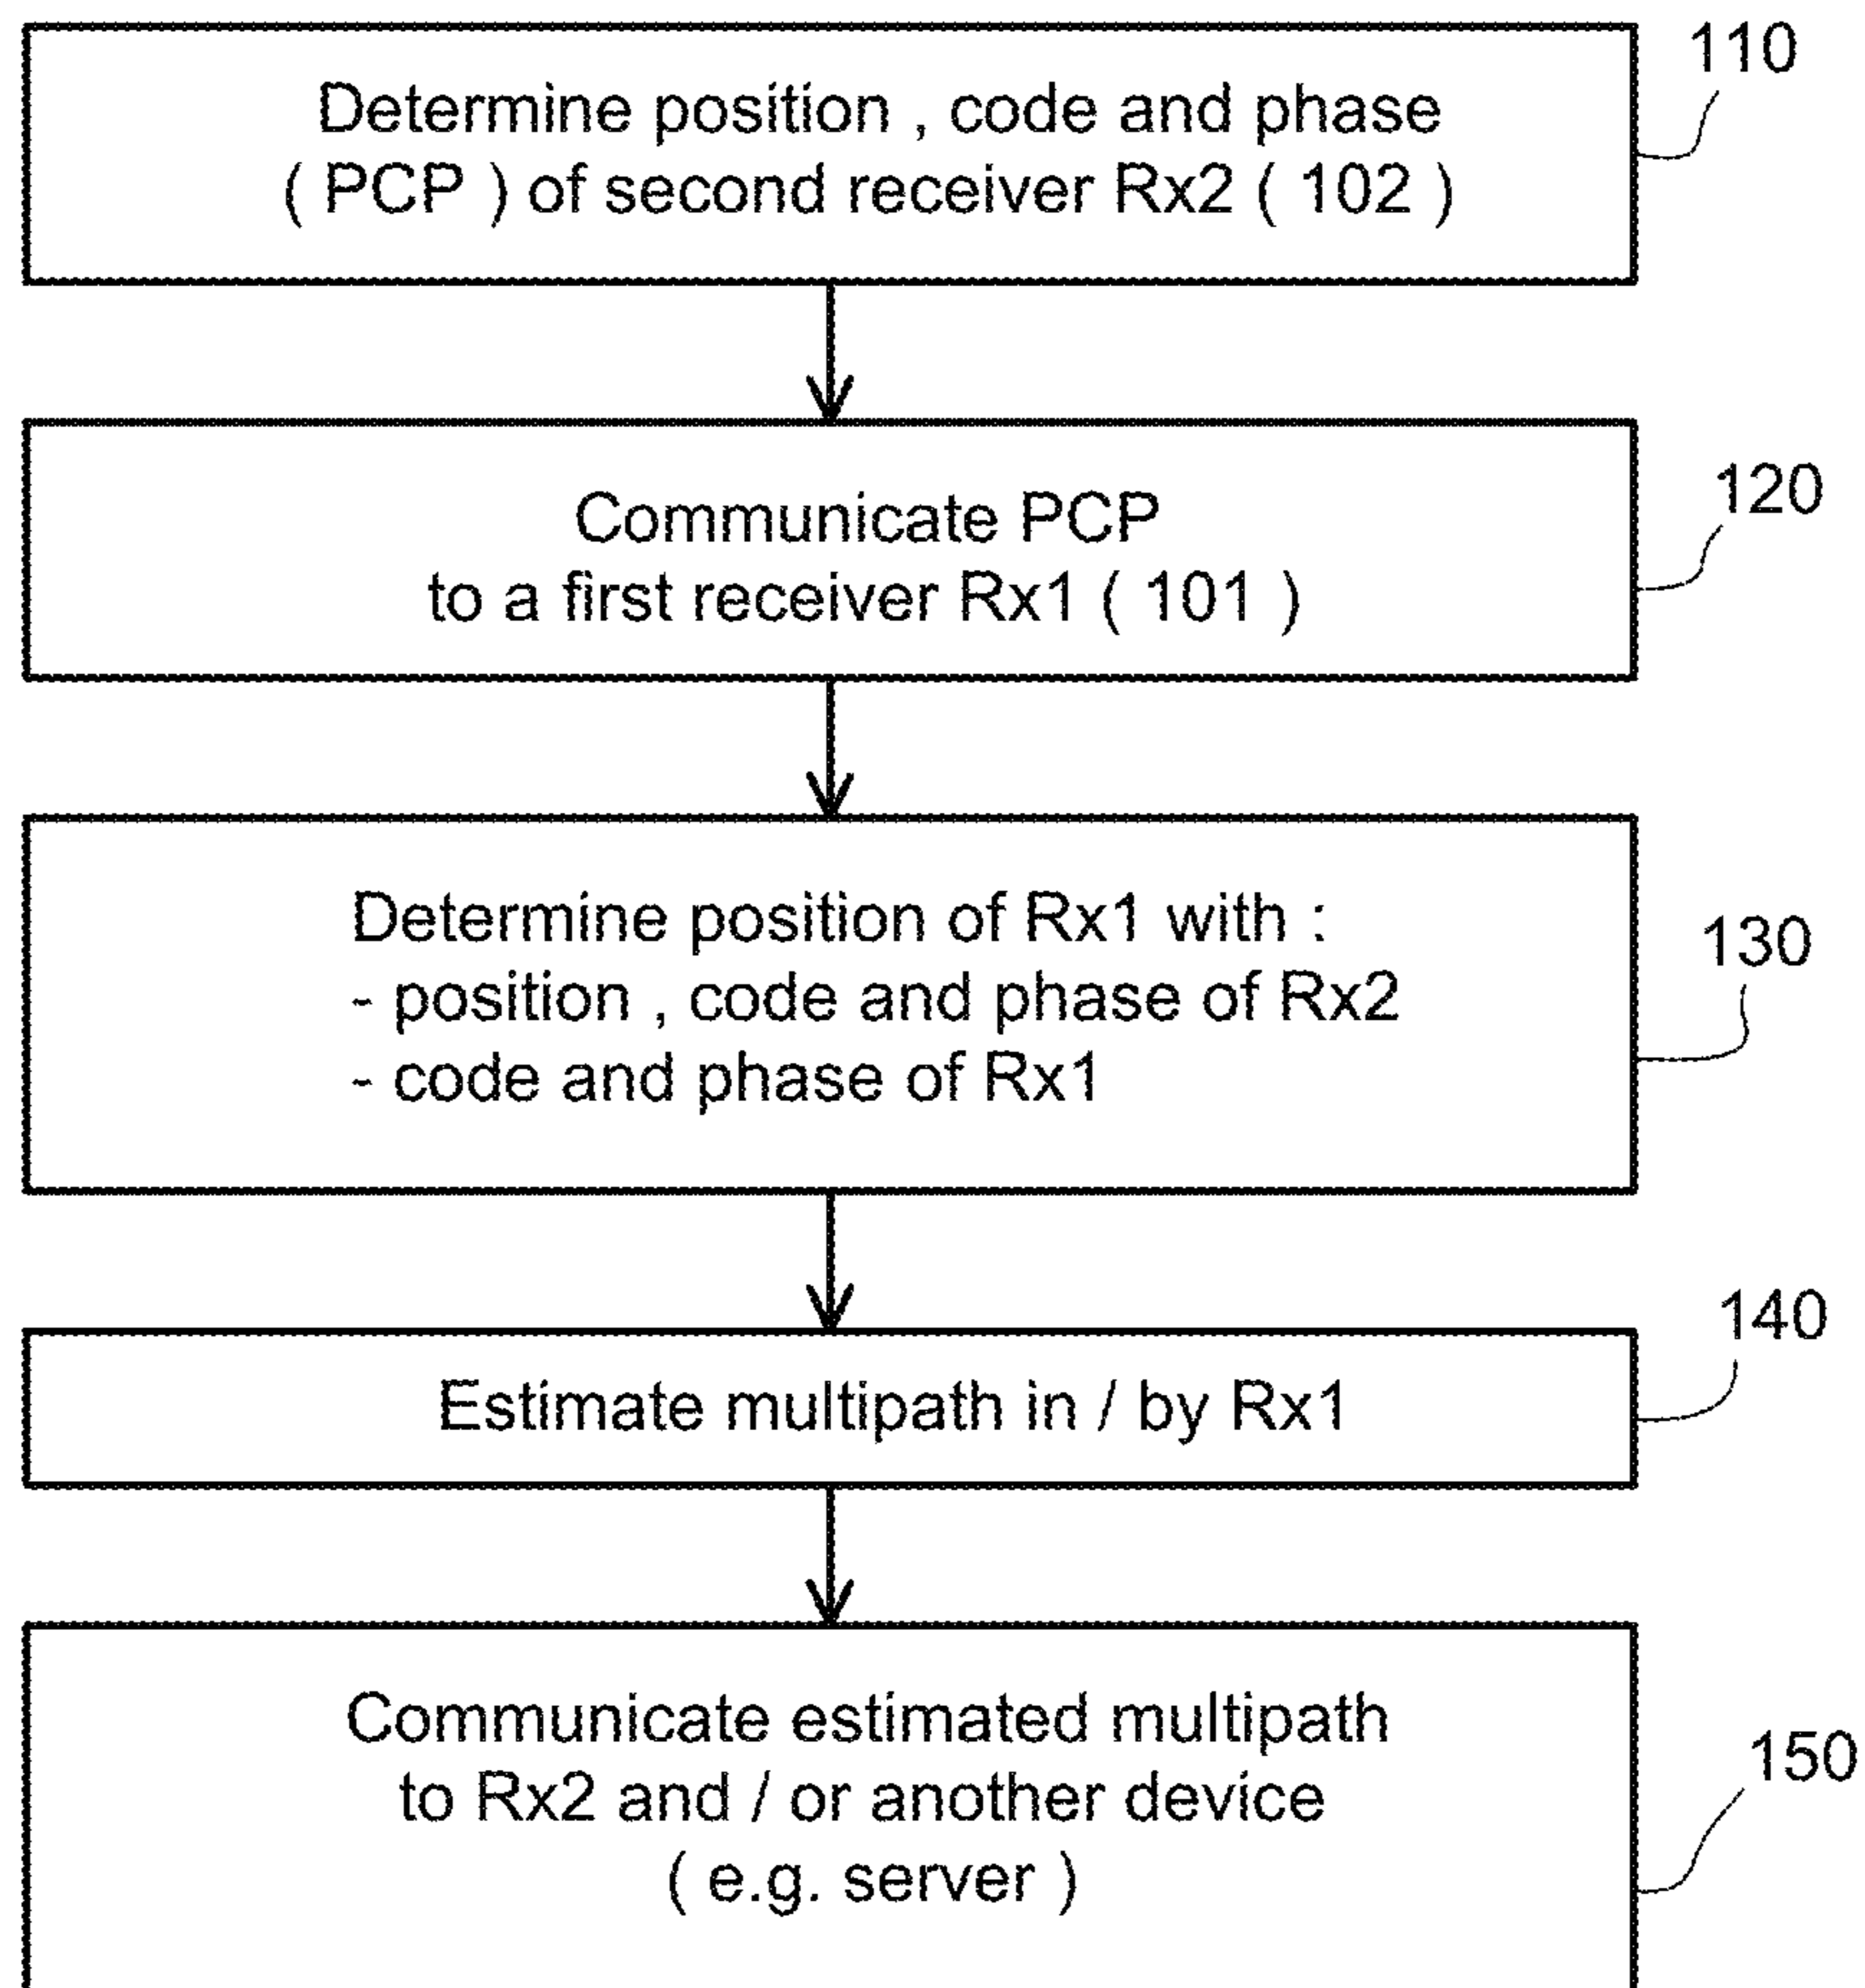 110
Determine position , code and phase
( PCP ) of second receiver Rx2 ( 102 )
120
Communicate PCP
to a first receiver Rx1 ( 101 )
130
Determine position of Rx1 with :
- position , code and phase of Rx2
- code and phase of Rx1
140
Estimate multipath in / by Rx1
150
Communicate estimated multipath
to Rx2 and / or another device
( e.g. server )